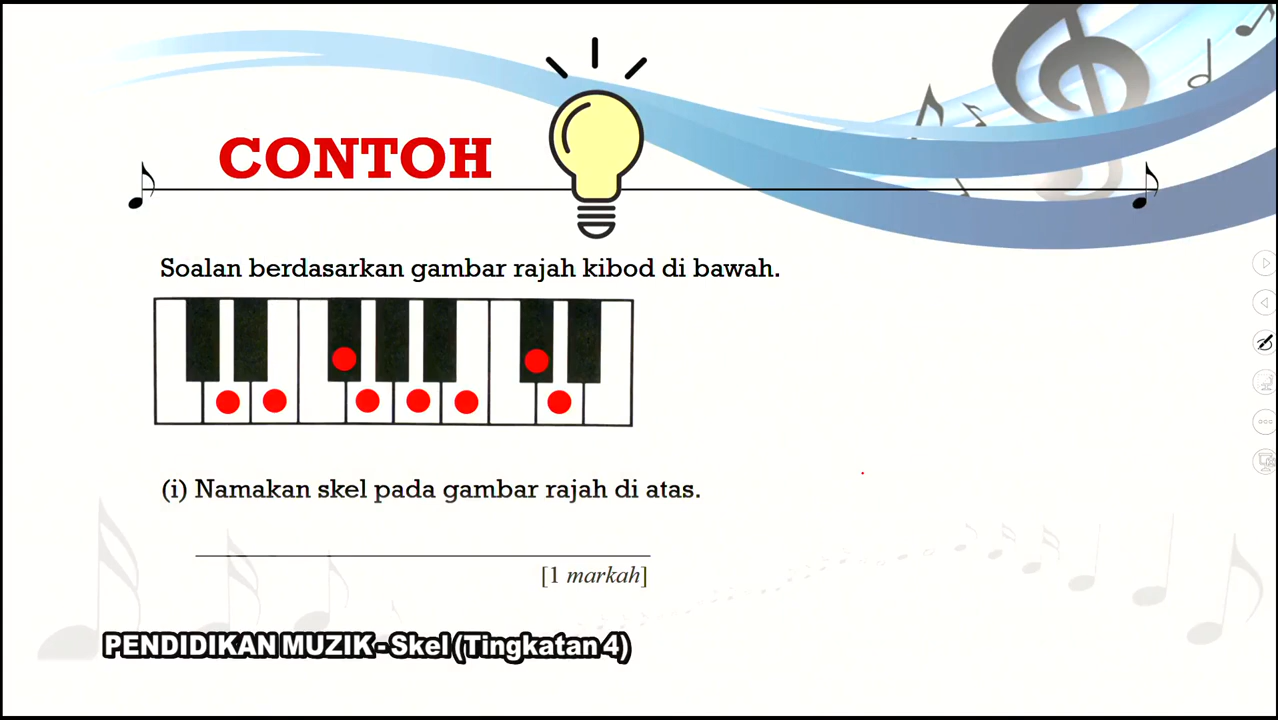 CONTOH
Soalan berdasarkan gambar rajah kibod di bawah.
(i) Namakan skel pada gambar rajah di atas.
[1 markah]
PENDIDIKAN MUZIK - Skel (Tingkatan 4)